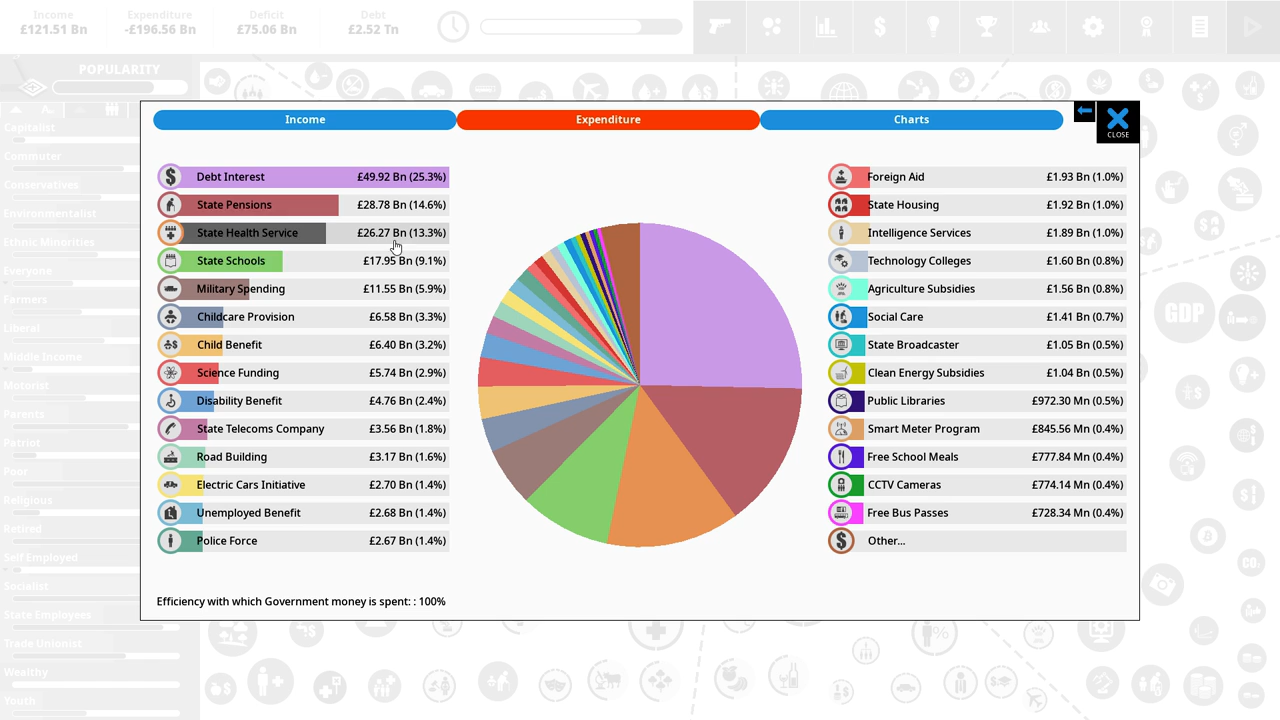 Income
Expenditure
Deficit
Debt
£121.51 Bn
-£196.56 Bn
£75.06 Bn
£2.52 Tn
POPULARITY
Capitalist
Commuter
Conservatives
Environmentalist
Ethnic Minorities
Everyone
Farmers
Liberal
Middle Income
Motorist
Parents
Patriot
Poor
Religious
Retired
Self Employed
Socialist
State Employees
Trade Unionist
Wealthy
Youth
Income
Expenditure
Charts
CLOSE
Debt Interest £49.92 Bn (25.3%)
State Pensions £28.78 Bn (14.6%)
State Health Service £26.27 Bn (13.3%)
State Schools £17.95 Bn (9.1%)
Military Spending £11.55 Bn (5.9%)
Childcare Provision £6.58 Bn (3.3%)
Child Benefit £6.40 Bn (3.2%)
Science Funding £5.74 Bn (2.9%)
Disability Benefit £4.76 Bn (2.4%)
State Telecoms Company £3.56 Bn (1.8%)
Road Building £3.17 Bn (1.6%)
Electric Cars Initiative £2.70 Bn (1.4%)
Unemployed Benefit £2.68 Bn (1.4%)
Police Force £2.67 Bn (1.4%)
Foreign Aid £1.93 Bn (1.0%)
State Housing £1.92 Bn (1.0%)
Intelligence Services £1.89 Bn (1.0%)
Technology Colleges £1.60 Bn (0.8%)
Agriculture Subsidies £1.56 Bn (0.8%)
Social Care £1.41 Bn (0.7%)
State Broadcaster £1.05 Bn (0.5%)
Clean Energy Subsidies £1.04 Bn (0.5%)
Public Libraries £972.30 Mn (0.5%)
Smart Meter Program £845.56 Mn (0.4%)
Free School Meals £777.84 Mn (0.4%)
CCTV Cameras £774.14 Mn (0.4%)
Free Bus Passes £728.34 Mn (0.4%)
Other...
Efficiency with which Government money is spent: : 100%
GDP